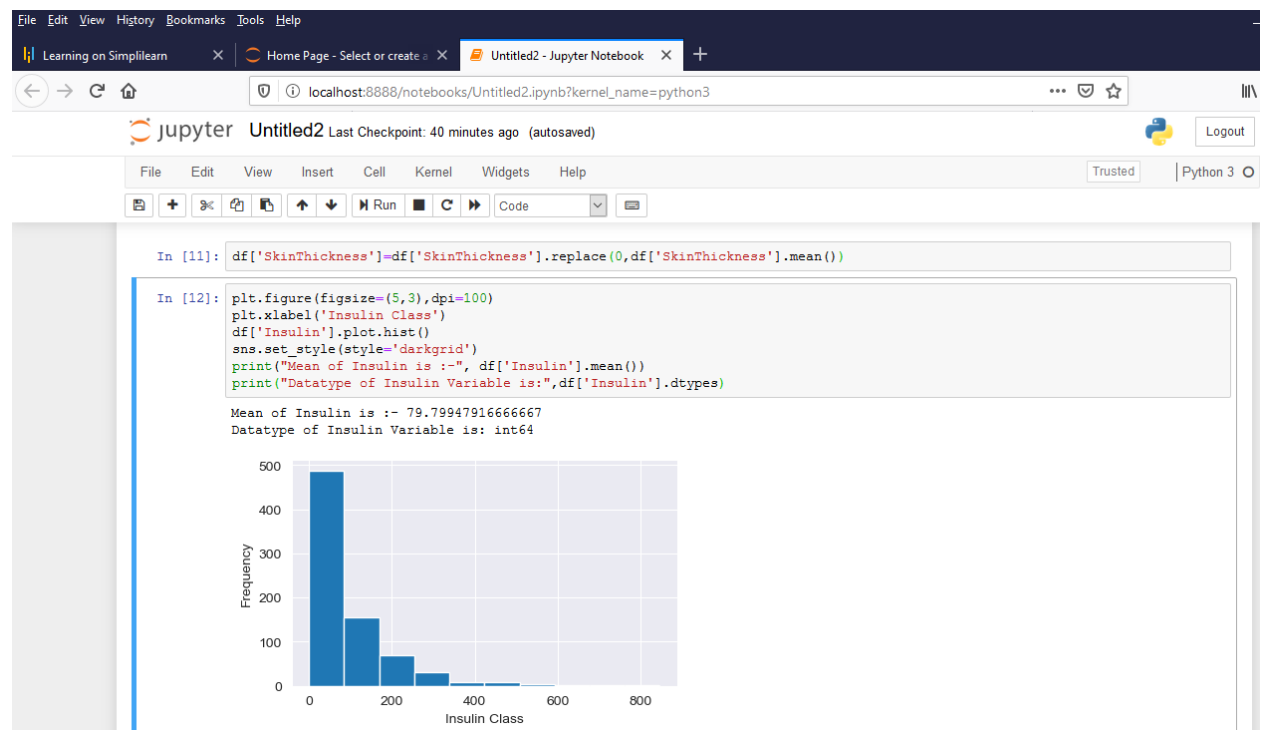 File Edit View History Bookmarks Tools Help
Learning on Simplilearn
Home Page - Select or create a
Untitled2 - Jupyter Notebook
localhost:8888/notebooks/Untitled2.ipynb?kernel_name=python3
jupyter Untitled2 Last Checkpoint: 40 minutes ago (autosaved)
Logout
File Edit View Insert Cell Kernel Widgets Help
Trusted
Python 3
Run
Code
In [11]: df['SkinThickness']=df['SkinThickness'].replace(0,df['SkinThickness'].mean())
In [12]: plt.figure(figsize=(5,3),dpi=100)
plt.xlabel('Insulin Class')
df['Insulin'].plot.hist()
sns.set_style(style='darkgrid')
print("Mean of Insulin is :-", df['Insulin'].mean())
print("Datatype of Insulin Variable is:",df['Insulin'].dtypes)
Mean of Insulin is :- 79.79947916666667
Datatype of Insulin Variable is: int64
500
400
300
200
100
0
Frequency
0 200 400 600 800
Insulin Class